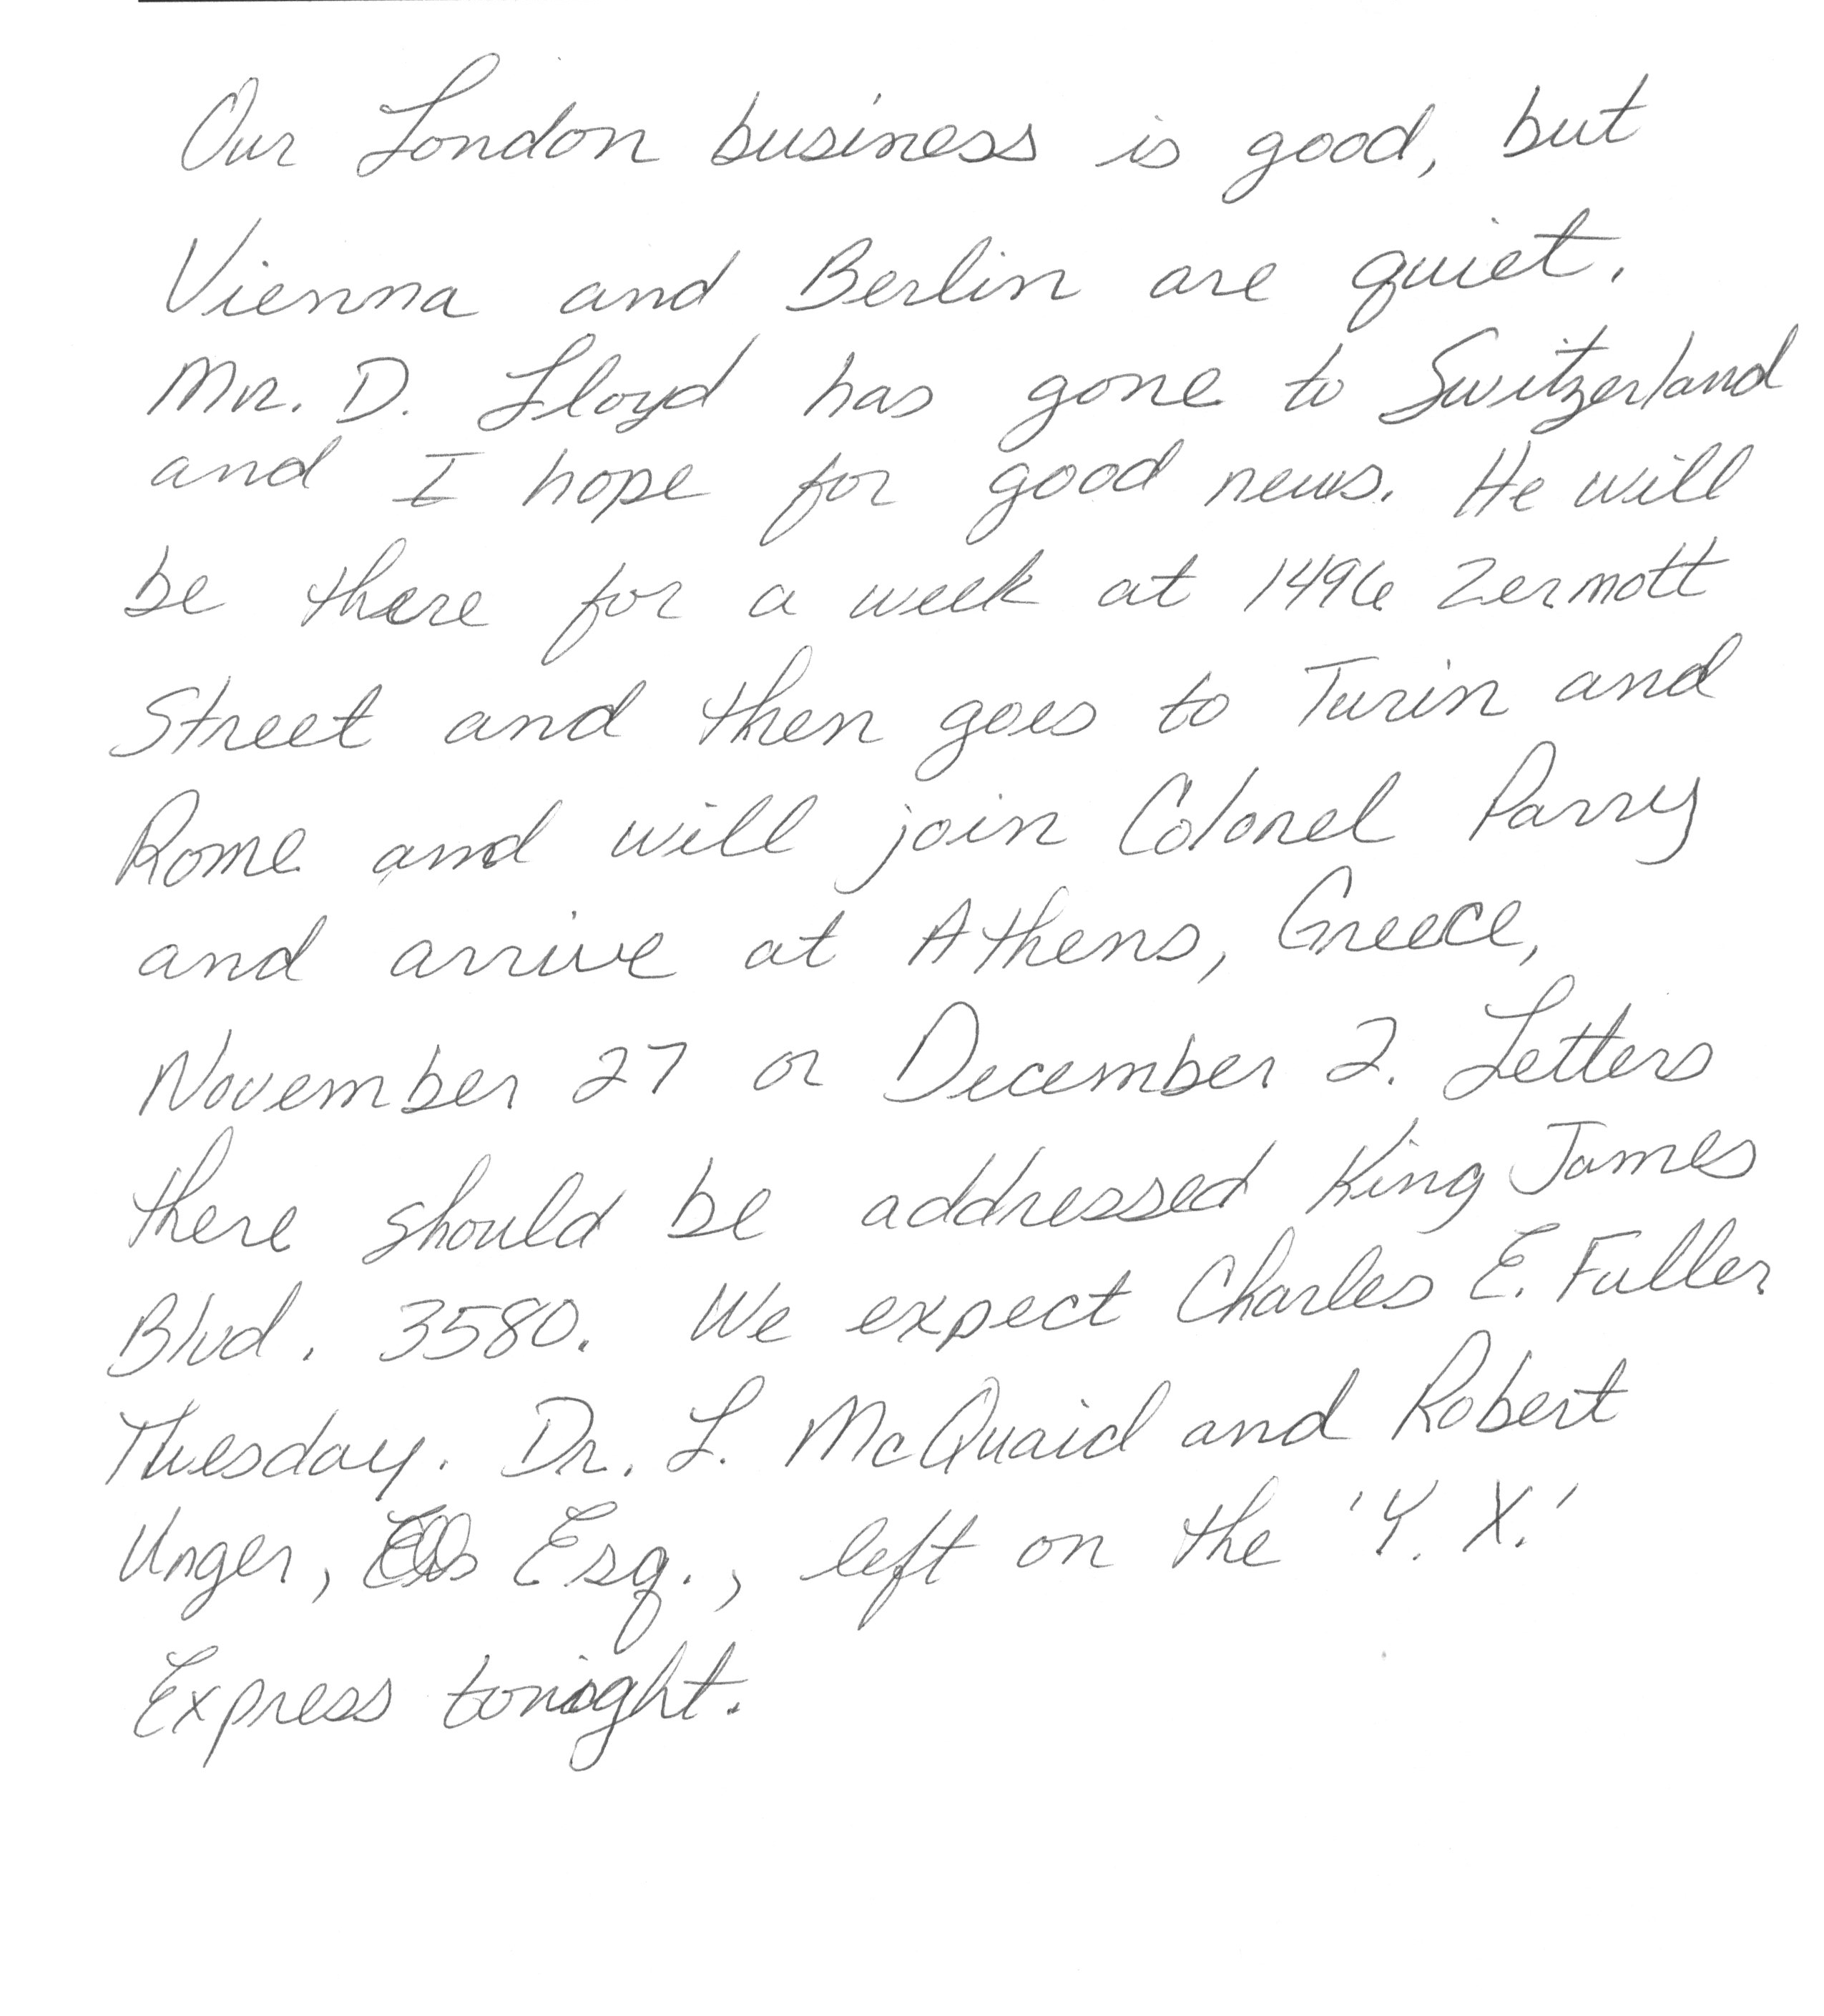 Our London business is good, but
Vienna and Berlin are quiet.
Mr. D. Lloyd has gone to Switzerland
and I hope for good news. He will
be there for a week at 1496 Zermott
Street and then goes to Turin and
Rome and will join Colonel Parry
and arrive at Athens, Greece,
November 27 or December 2. Letters
there should be addressed King James
Blvd. 3580. We expect Charles E. Fuller
Tuesday. Dr. L. McQuaid and Robert
Unger, Esq., left on the 'Y. X.'
Express tonight.